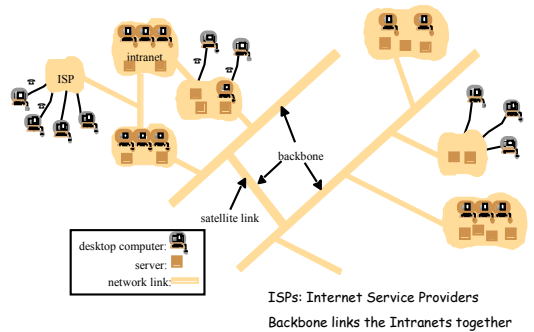 intranet
ISP
backbone
satellite link
desktop computer:
server:
network link:
ISPs: Internet Service Providers
Backbone links the Intranets together